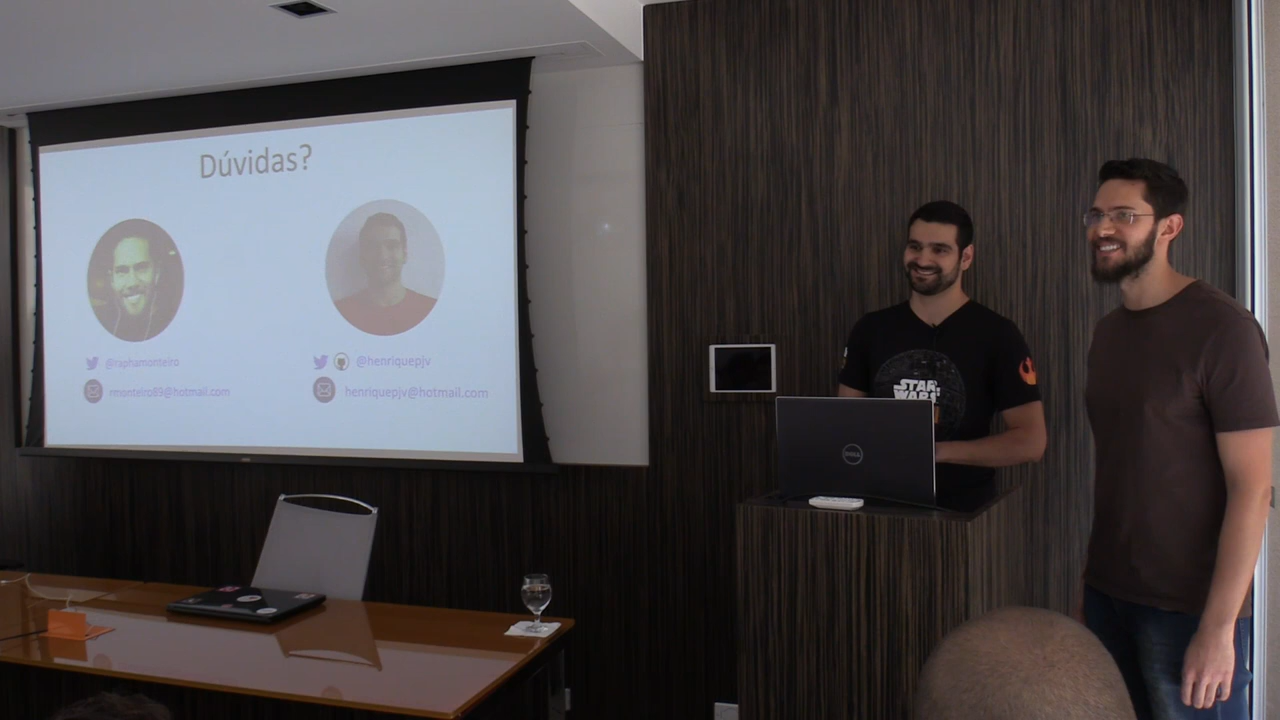 Dúvidas?
@raphamonteiro
@henriquepjv
rmonteiro89@hotmail.com
henriquepjv@hotmail.com
STAR
WARS
DELL